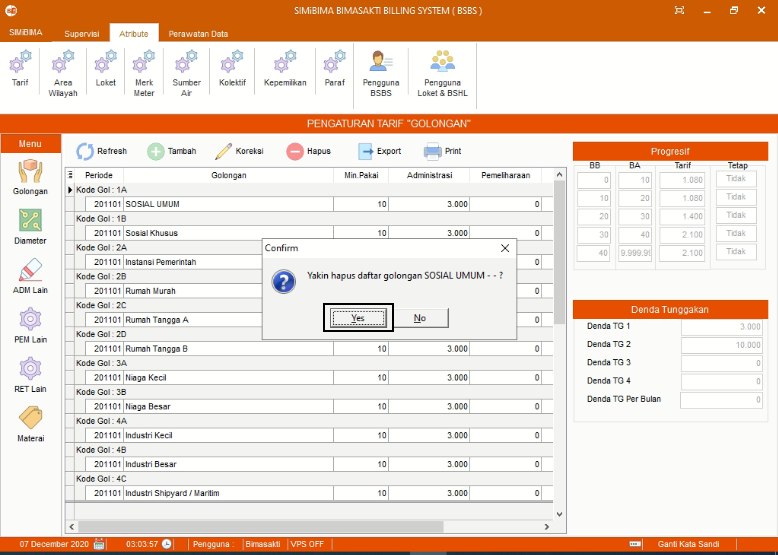 SIMiBIMA BIMASAKTI BILLING SYSTEM ( BSBS )
SIMiBIMA Supervisi Atribute Perawatan Data
Tarif
Area Wilayah
Loket
Merk Meter
Sumber Air
Kolektif
Kepemilikan
Paraf
Pengguna BSBS
Pengguna Loket & BSHL
PENGATURAN TARIF "GOLONGAN"
Menu
Golongan
Diameter
ADM Lain
PEM Lain
RET Lain
Materai
Refresh Tambah Koreksi Hapus Export Print
Periode Golongan Min.Pakai Administrasi Pemeliharaan
Kode Gol : 1A
201101 SOSIAL UMUM 10 3.000 0
Kode Gol : 1B
201101 Sosial Khusus 10 3.000 0
Kode Gol : 2A
201101 Instansi Pemerintah
Kode Gol : 2B
201101 Rumah Murah
Kode Gol : 2C
201101 Rumah Tangga A
Kode Gol : 2D
201101 Rumah Tangga B 10 3.000 0
Kode Gol : 3A
201101 Niaga Kecil 10 3.000 0
Kode Gol : 3B
201101 Niaga Besar 10 3.000 0
Kode Gol : 4A
201101 Industri Kecil 10 3.000 0
Kode Gol : 4B
201101 Industri Besar 10 3.000 0
Kode Gol : 4C
201101 Industri Shipyard / Maritim 10 3.000 0
Confirm
Yakin hapus daftar golongan SOSIAL UMUM - - ?
Yes No
Progresif
BB BA Tarif Tetap
0 10 1.080 Tidak
10 20 1.080 Tidak
20 30 1.400 Tidak
30 40 2.100 Tidak
40 9.999.99 2.100 Tidak
Denda Tunggakan
Denda TG 1 3.000
Denda TG 2 10.000
Denda TG 3 0
Denda TG 4 0
Denda TG Per Bulan 0
07 December 2020 03:03:57 Pengguna : Bimasakti VPS OFF Ganti Kata Sandi